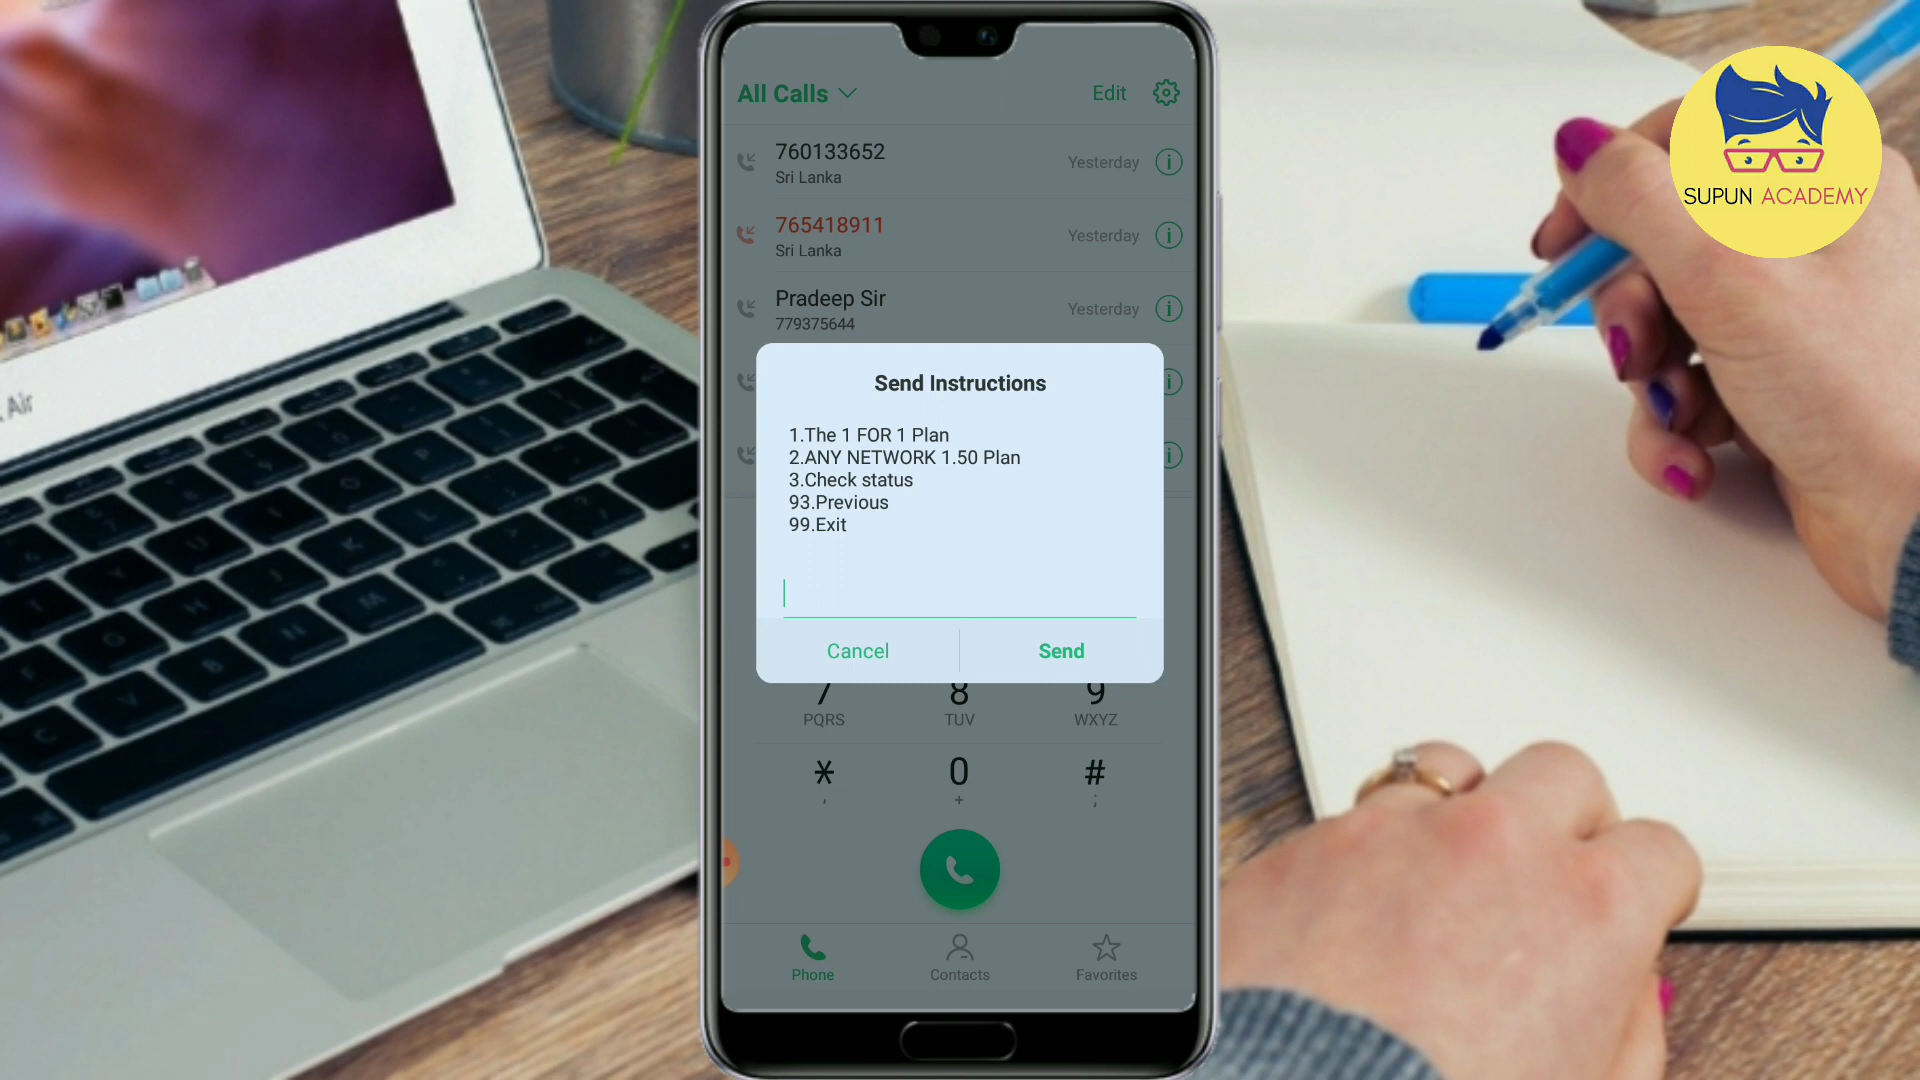 All Calls
Edit
760133652
Sri Lanka
Yesterday
765418911
Sri Lanka
Yesterday
Pradeep Sir
779375644
Yesterday
Send Instructions
1.The 1 FOR 1 Plan
2.ANY NETWORK 1.50 Plan
3.Check status
93.Previous
99.Exit
Cancel
Send
7
8
9
PQRS
TUV
WXYZ
*
0
#
,
+
;
Phone
Contacts
Favorites
SUPUN ACADEMY
Air